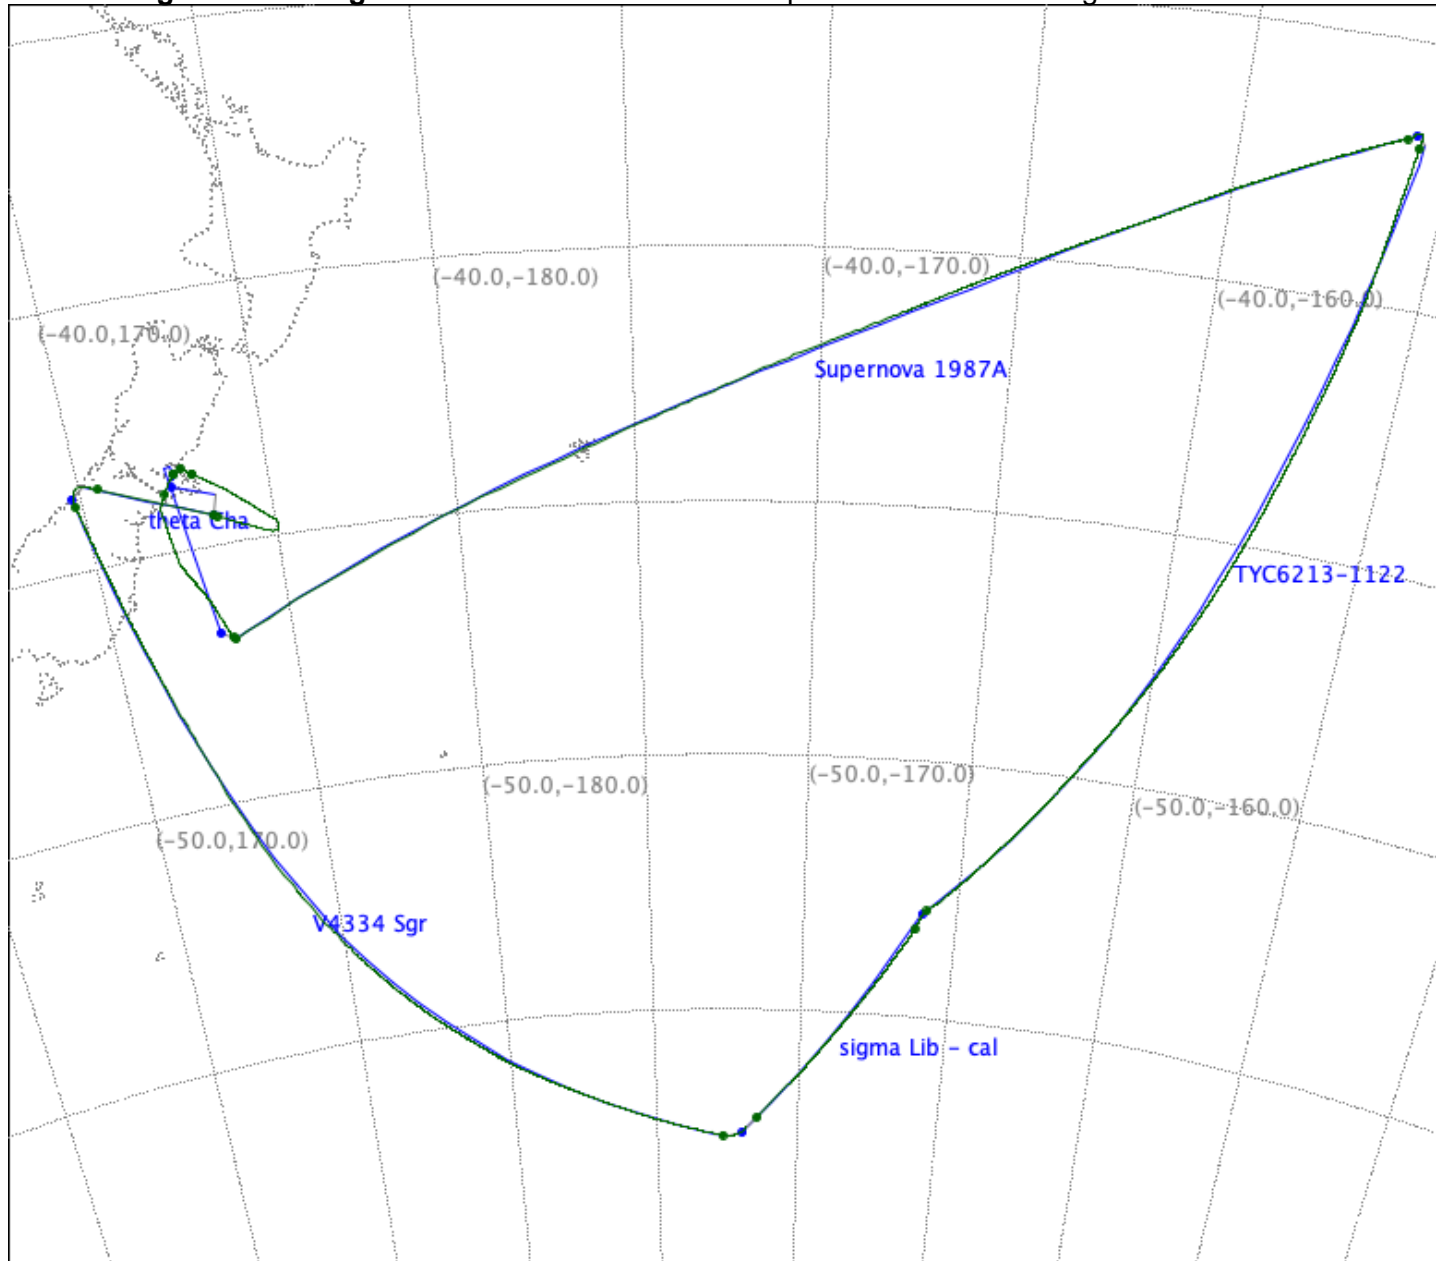 (-40.0,-180.0)
(-40.0,-170.0)
(-40.0,-160.0)
(-40.0,170.0)
Supernova 1987A
theta Cha
TYC6213-1122
(-50.0,-180.0)
(-50.0,-170.0)
(-50.0,-160.0)
(-50.0,170.0)
V4334 Sgr
sigma Lib - cal